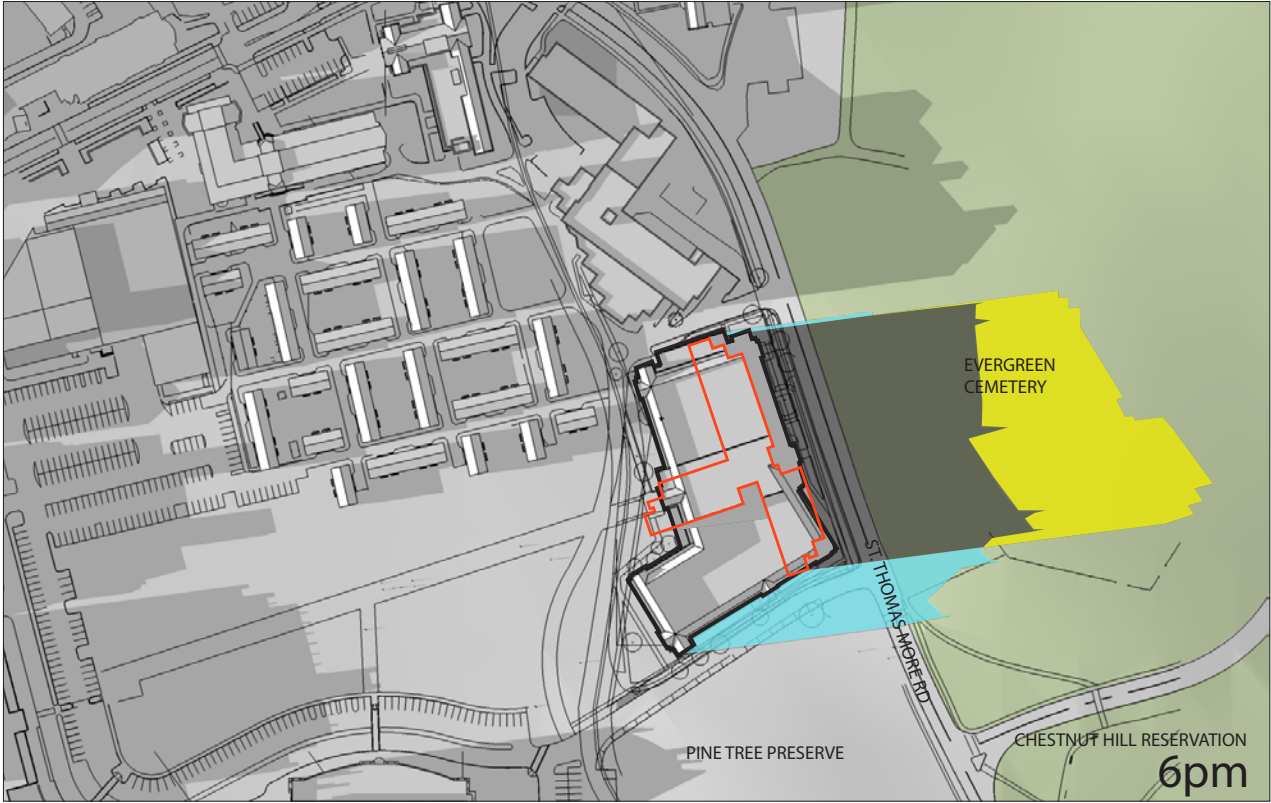 EVERGREEN
CEMETERY
ST. THOMAS MORE RD
PINE TREE PRESERVE
CHESTNUT HILL RESERVATION
6pm